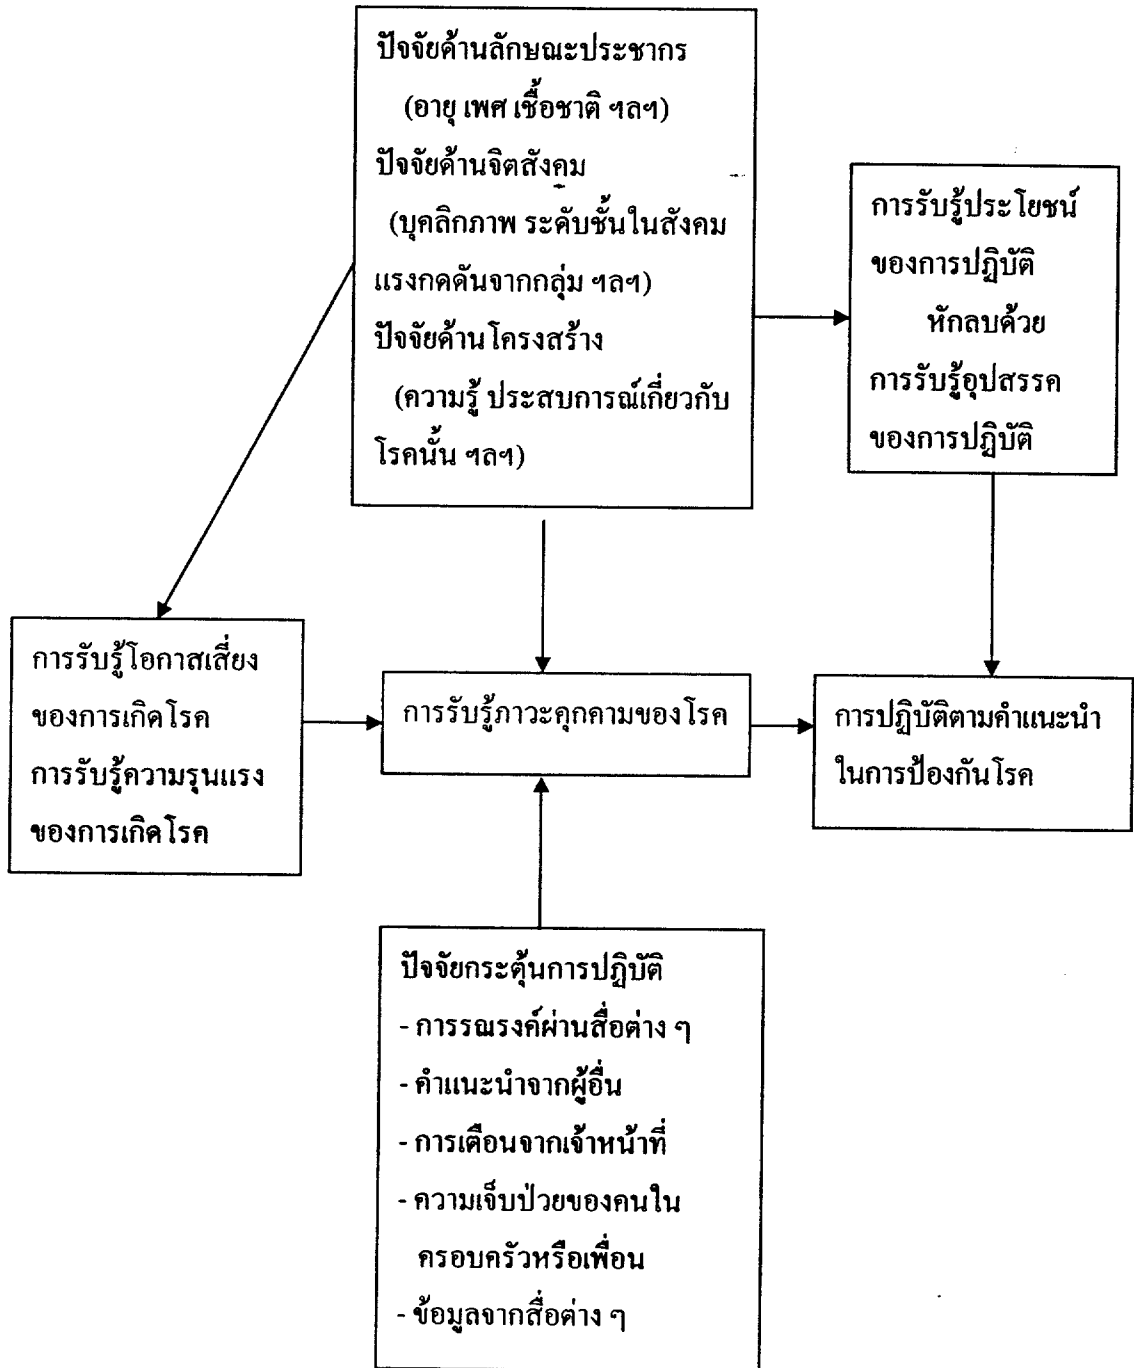 ปัจจัยด้านลักษณะประชากร
(อายุ เพศ เชื้อชาติ ฯลฯ)
ปัจจัยด้านจิตสังคม
(บุคลิกภาพ ระดับชั้นในสังคม
แรงกดดันจากกลุ่ม ฯลฯ)
ปัจจัยด้านโครงสร้าง
(ความรู้ ประสบการณ์เกี่ยวกับ
โรคนั้น ฯลฯ)
การรับรู้ประโยชน์
ของการปฏิบัติ
หักลบด้วย
การรับรู้อุปสรรค
ของการปฏิบัติ
การรับรู้โอกาสเสี่ยง
ของการเกิดโรค
การรับรู้ความรุนแรง
ของการเกิดโรค
การรับรู้ภาวะคุกคามของโรค
การปฏิบัติตามคำแนะนำ
ในการป้องกันโรค
ปัจจัยกระตุ้นการปฏิบัติ
- การรณรงค์ผ่านสื่อต่าง ๆ
- คำแนะนำจากผู้อื่น
- การเตือนจากเจ้าหน้าที่
- ความเจ็บป่วยของคนใน
ครอบครัวหรือเพื่อน
- ข้อมูลจากสื่อต่าง ๆ